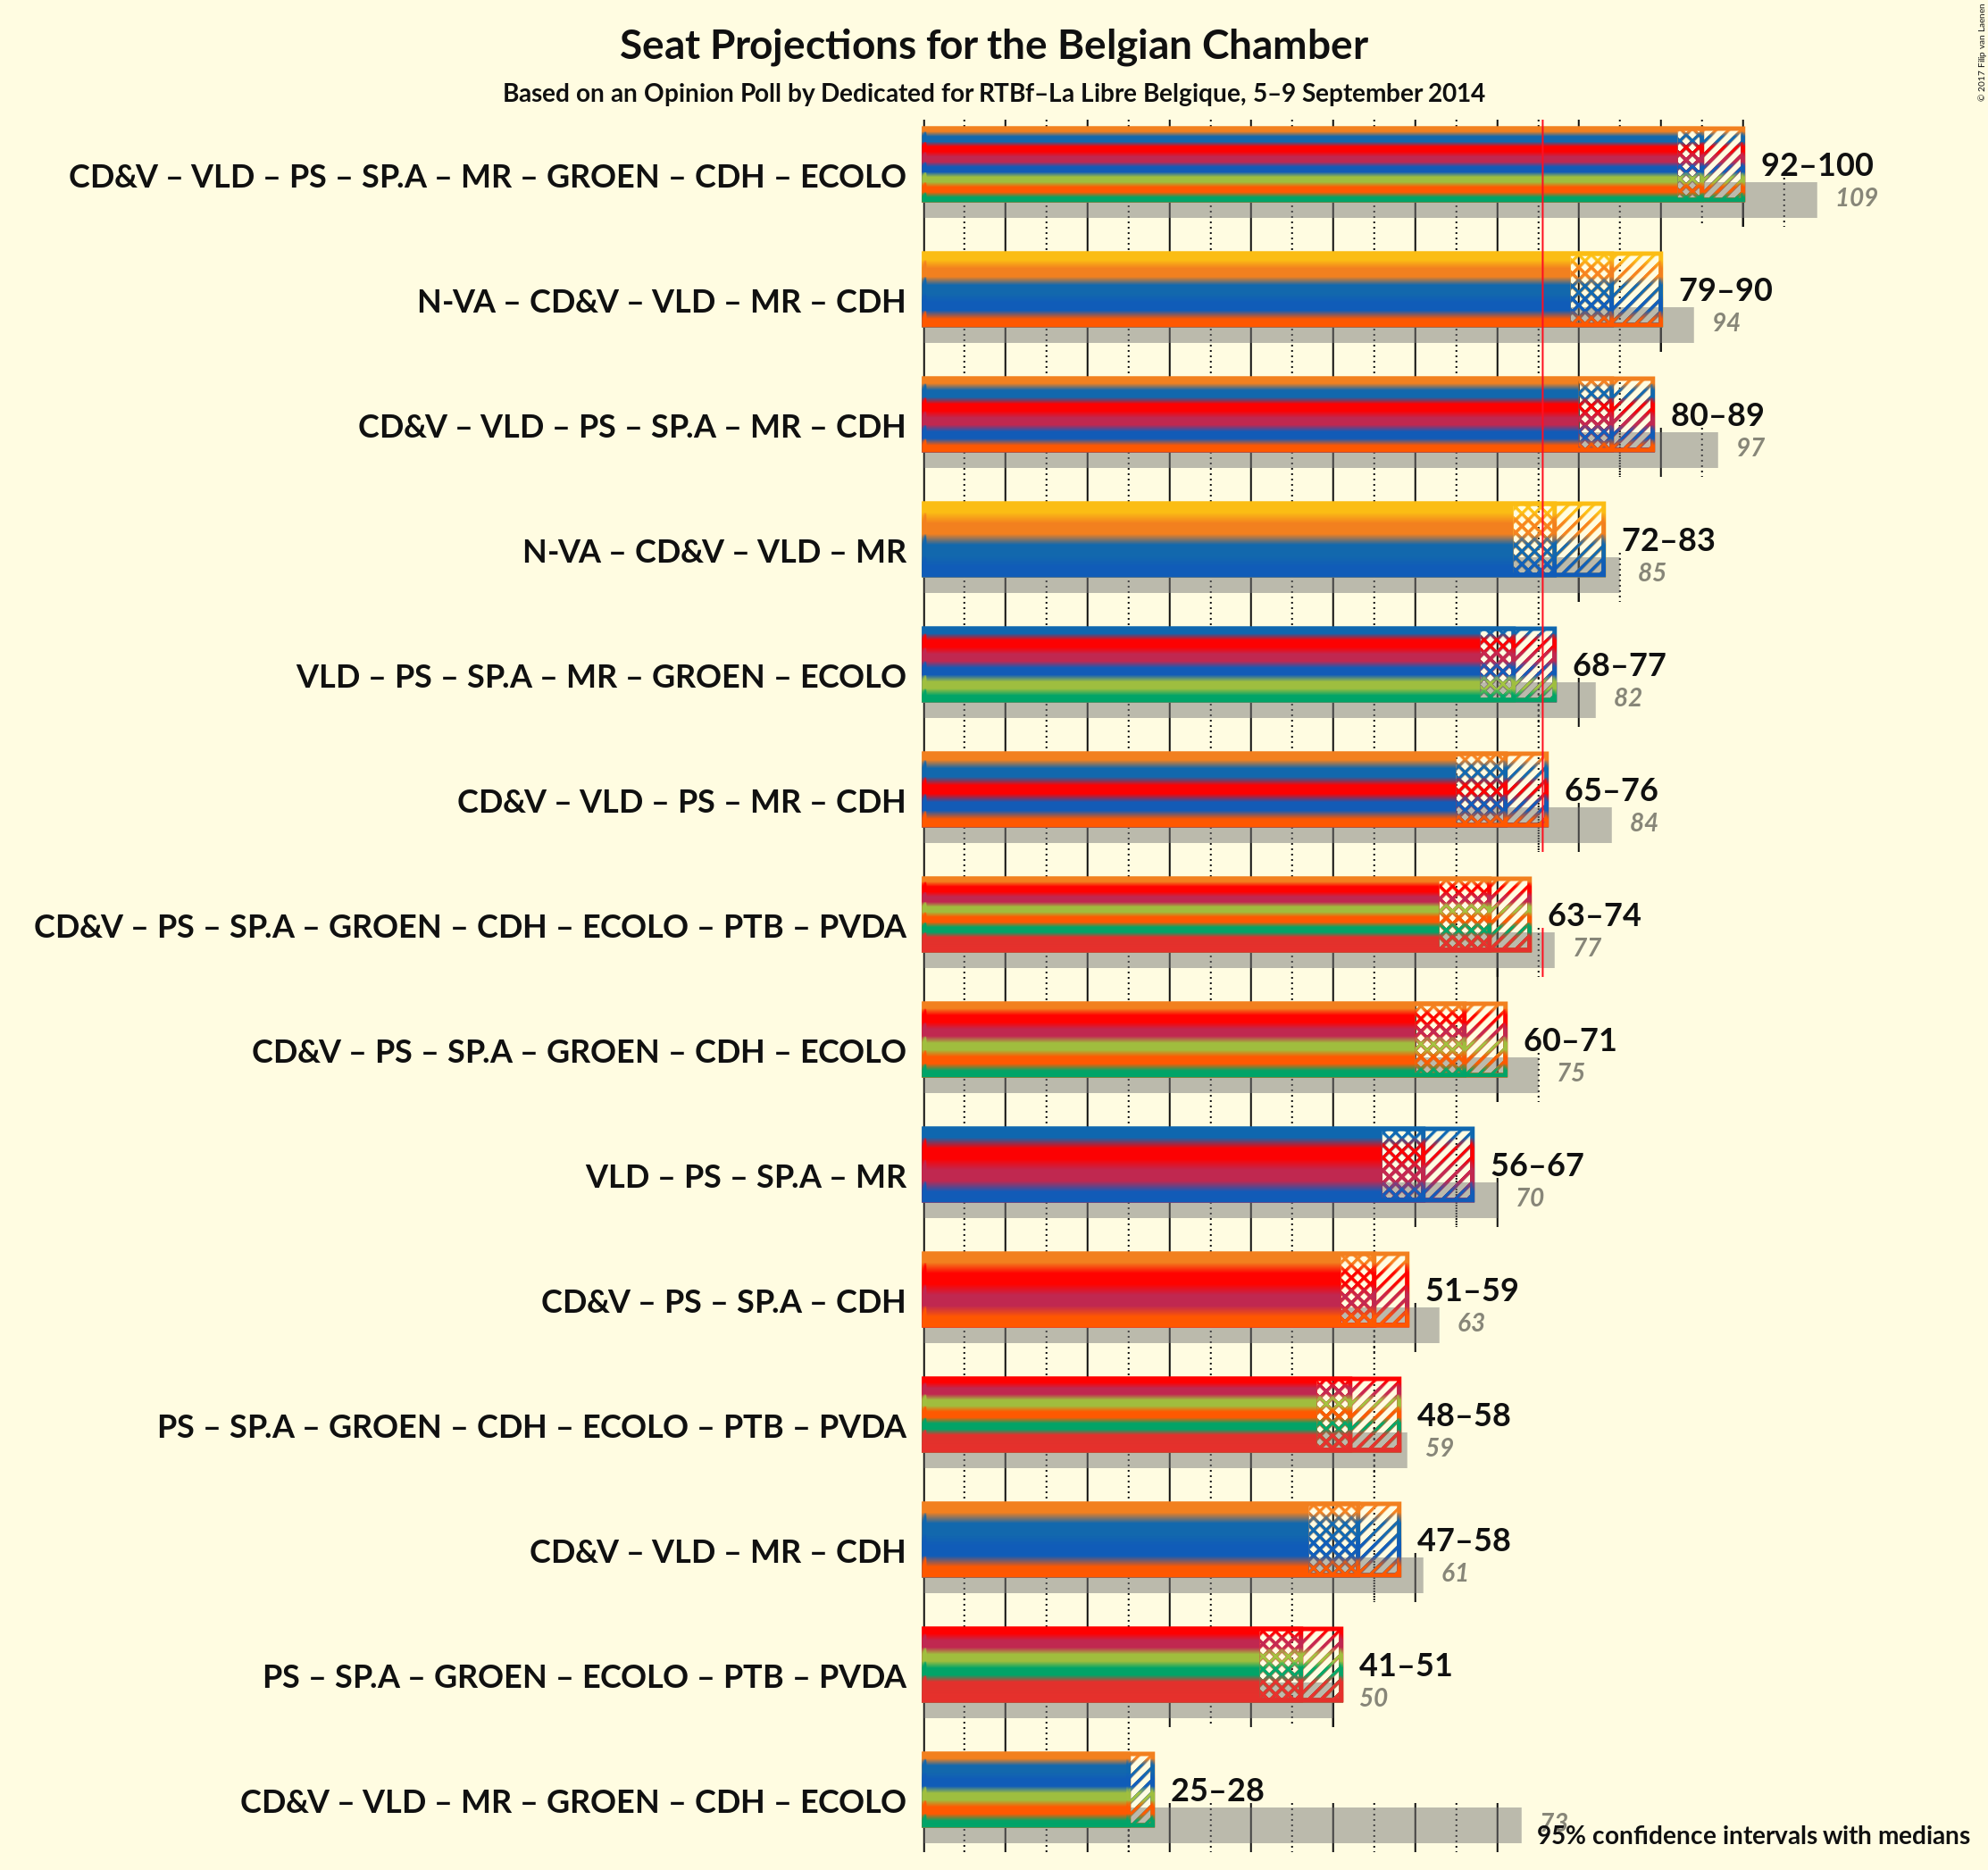 Seat Projections for the Belgian Chamber
Based on an Opinion Poll by Dedicated for RTBf–La Libre Belgique, 5–9 September 2014
© 2017 Filip van Laenen
CD&V – VLD – PS – SP.A – MR – GROEN – CDH – ECOLO
92–100
109
N-VA – CD&V – VLD – MR – CDH
79–90
94
CD&V – VLD – PS – SP.A – MR – CDH
80–89
97
N-VA – CD&V – VLD – MR
72–83
85
VLD – PS – SP.A – MR – GROEN – ECOLO
68–77
82
CD&V – VLD – PS – MR – CDH
65–76
84
CD&V – PS – SP.A – GROEN – CDH – ECOLO – PTB – PVDA
63–74
77
CD&V – PS – SP.A – GROEN – CDH – ECOLO
60–71
75
VLD – PS – SP.A – MR
56–67
70
CD&V – PS – SP.A – CDH
51–59
63
PS – SP.A – GROEN – CDH – ECOLO – PTB – PVDA
48–58
59
CD&V – VLD – MR – CDH
47–58
61
PS – SP.A – GROEN – ECOLO – PTB – PVDA
41–51
50
CD&V – VLD – MR – GROEN – CDH – ECOLO
25–28
73
95% confidence intervals with medians